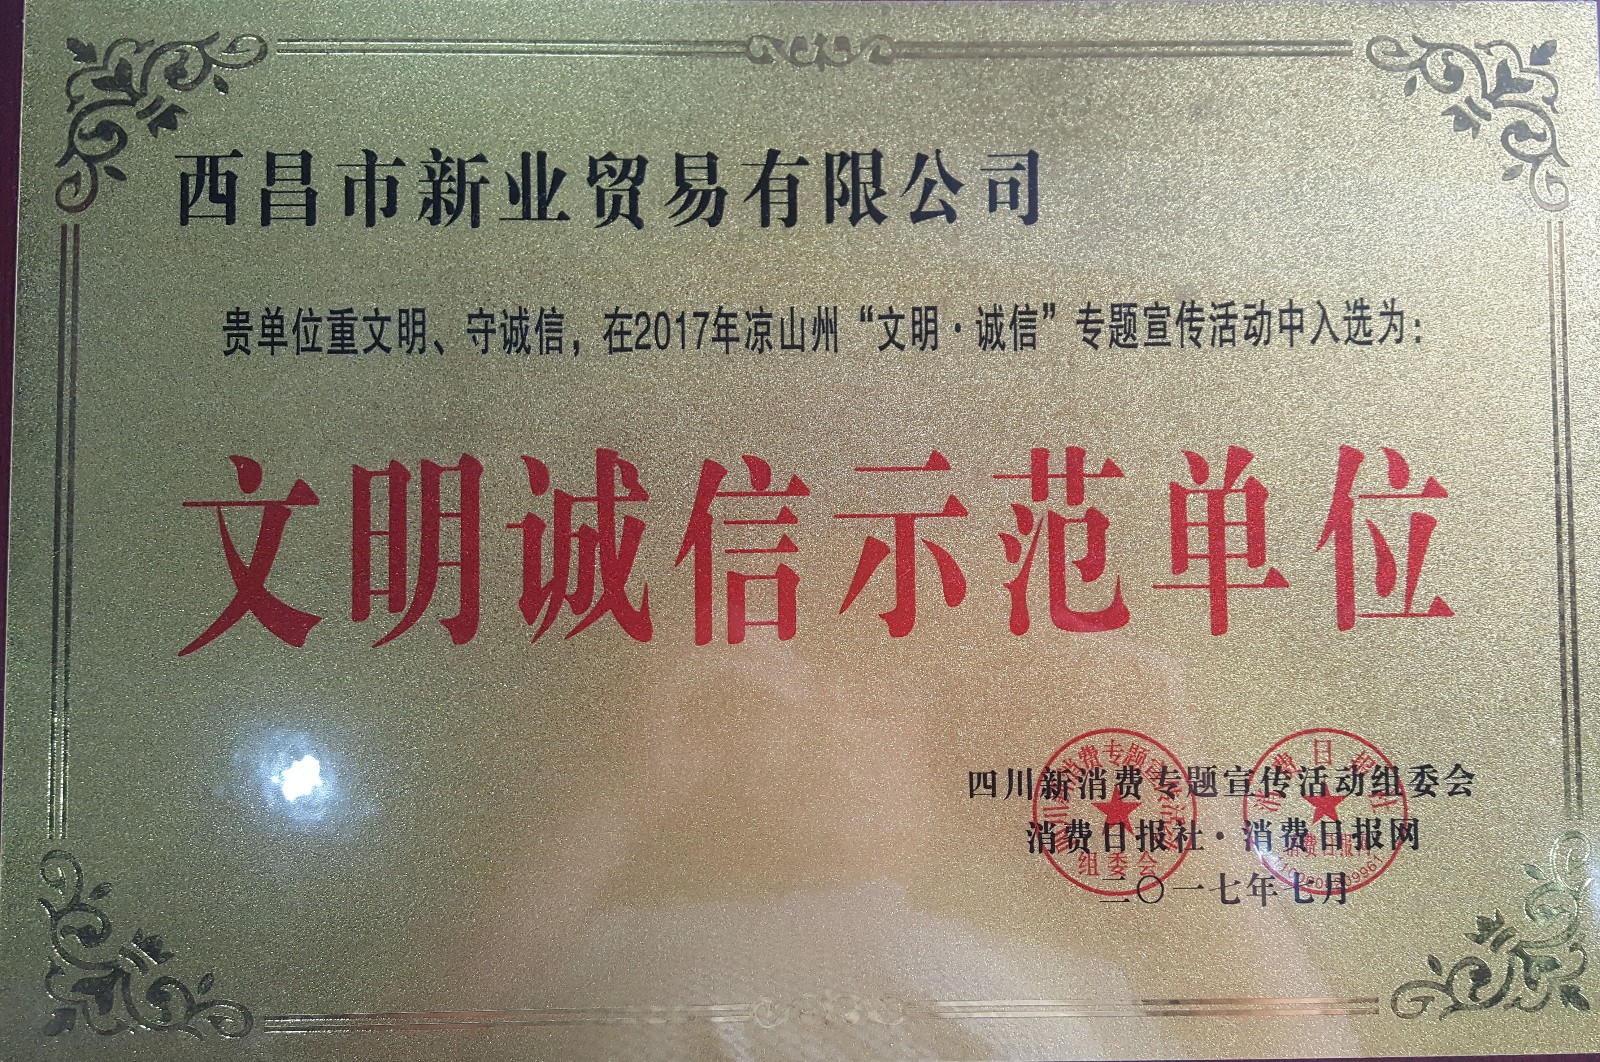 西昌市新业贸易有限公司
贵单位重文明、守诚信，在2017年凉山州“文明·诚信”专题宣传活动中入选为：
文明诚信示范单位
四川新消费专题宣传活动组委会
消费日报社·消费日报网
二〇一七年七月
组委会